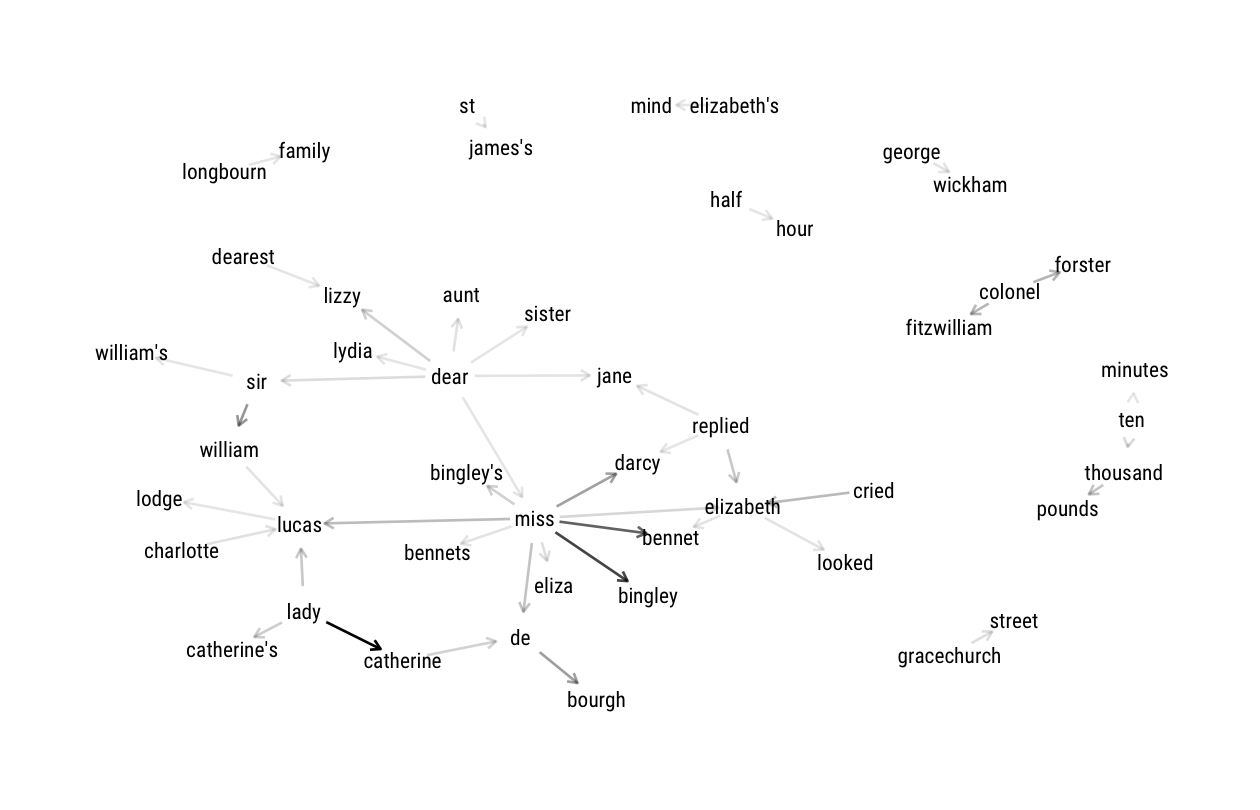 st
mind
elizabeth's
james's
family
longbourn
george
wickham
half
hour
dearest
forster
lizzy
aunt
colonel
sister
fitzwilliam
william's
lydia
sir
dear
jane
minutes
replied
ten
william
bingley's
darcy
thousand
lodge
cried
pounds
lucas
miss
elizabeth
bennet
charlotte
bennets
looked
eliza
bingley
lady
street
catherine's
de
catherine
gracechurch
bourgh